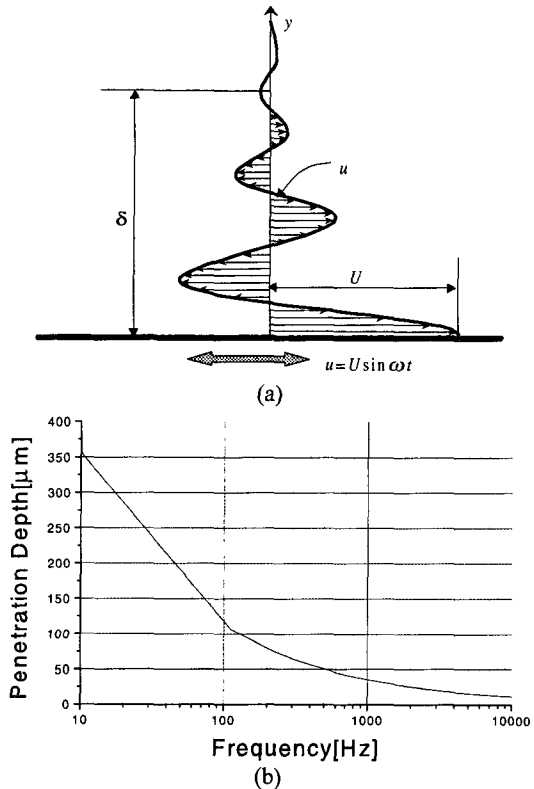 y
u
δ
U
u=U sin ωt
(a)
Penetration Depth[μm]
400
350
300
250
200
150
100
50
0
10
100
1000
10000
Frequency[Hz]
(b)